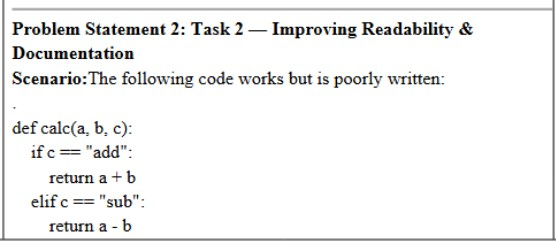 Problem Statement 2: Task 2 — Improving Readability &
Documentation
Scenario:The following code works but is poorly written:
.
def calc(a, b, c):
    if c == "add":
        return a + b
    elif c == "sub":
        return a - b